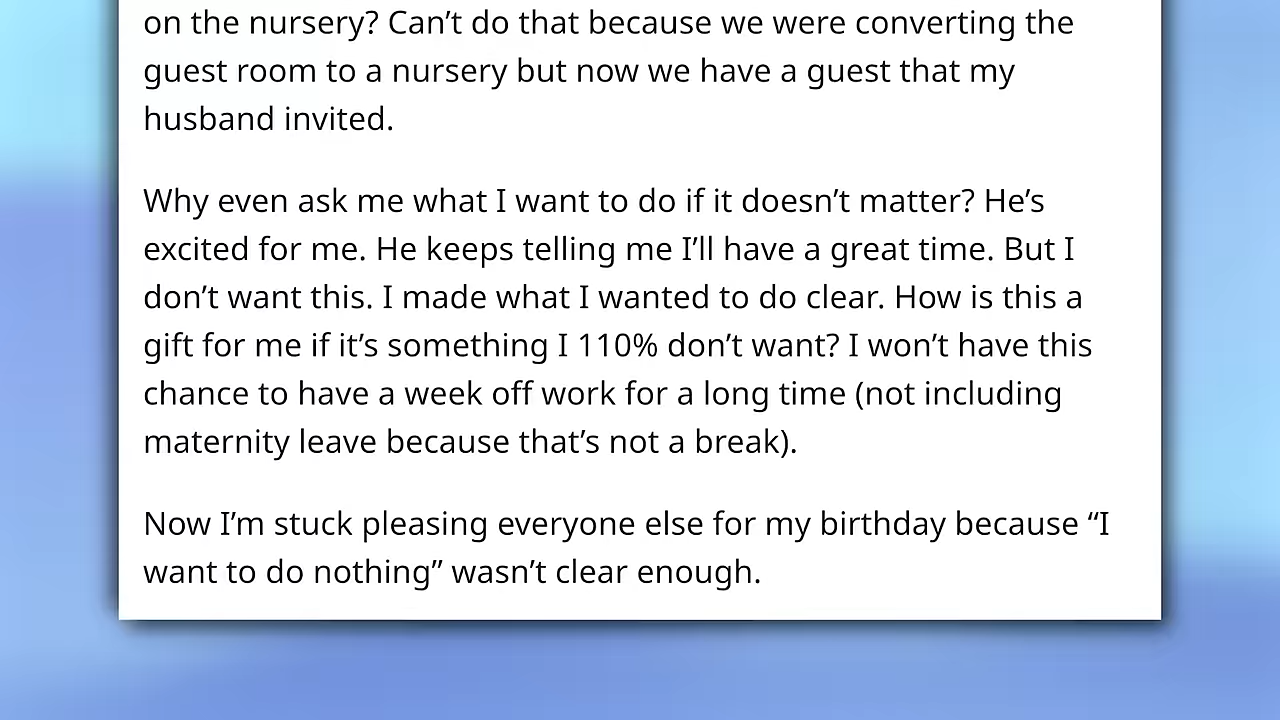 on the nursery? Can’t do that because we were converting the
guest room to a nursery but now we have a guest that my
husband invited.
Why even ask me what I want to do if it doesn’t matter? He’s
excited for me. He keeps telling me I’ll have a great time. But I
don’t want this. I made what I wanted to do clear. How is this a
gift for me if it’s something I 110% don’t want? I won’t have this
chance to have a week off work for a long time (not including
maternity leave because that’s not a break).
Now I’m stuck pleasing everyone else for my birthday because “I
want to do nothing” wasn’t clear enough.